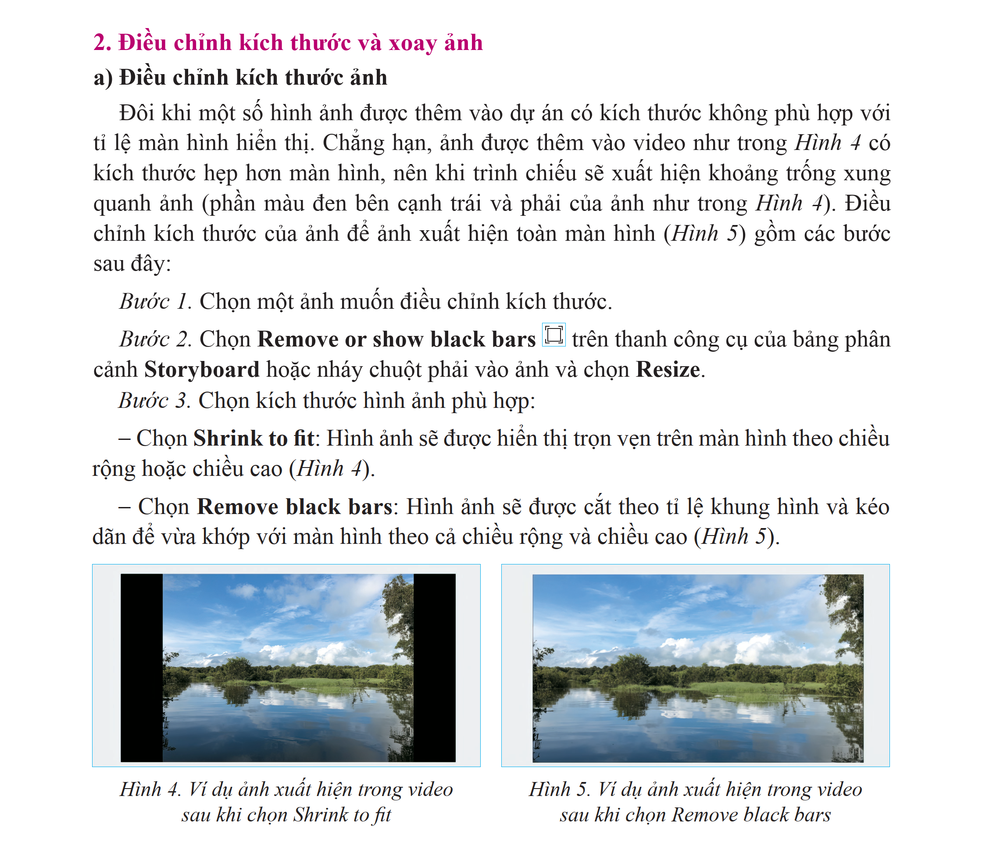 2. Điều chỉnh kích thước và xoay ảnh
a) Điều chỉnh kích thước ảnh
Đôi khi một số hình ảnh được thêm vào dự án có kích thước không phù hợp với
tỉ lệ màn hình hiển thị. Chẳng hạn, ảnh được thêm vào video như trong Hình 4 có
kích thước hẹp hơn màn hình, nên khi trình chiếu sẽ xuất hiện khoảng trống xung
quanh ảnh (phần màu đen bên cạnh trái và phải của ảnh như trong Hình 4). Điều
chỉnh kích thước của ảnh để ảnh xuất hiện toàn màn hình (Hình 5) gồm các bước
sau đây:
Bước 1. Chọn một ảnh muốn điều chỉnh kích thước.
Bước 2. Chọn Remove or show black bars trên thanh công cụ của bảng phân
cảnh Storyboard hoặc nháy chuột phải vào ảnh và chọn Resize.
Bước 3. Chọn kích thước hình ảnh phù hợp:
– Chọn Shrink to fit: Hình ảnh sẽ được hiển thị trọn vẹn trên màn hình theo chiều
rộng hoặc chiều cao (Hình 4).
– Chọn Remove black bars: Hình ảnh sẽ được cắt theo tỉ lệ khung hình và kéo
dãn để vừa khớp với màn hình theo cả chiều rộng và chiều cao (Hình 5).
Hình 4. Ví dụ ảnh xuất hiện trong video
sau khi chọn Shrink to fit
Hình 5. Ví dụ ảnh xuất hiện trong video
sau khi chọn Remove black bars